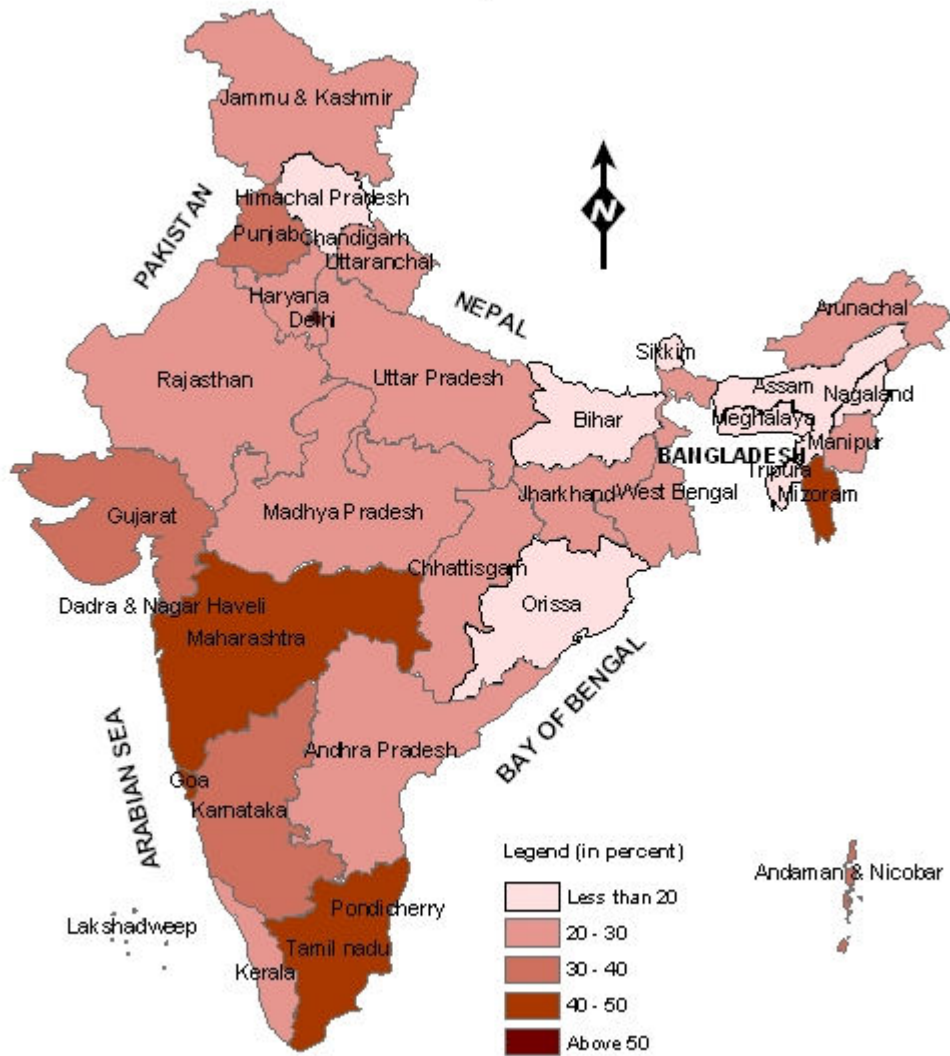 Jammu & Kashmir
Himachal Pradesh
PAKISTAN
Punjab
Chandigarh
Uttaranchal
Haryana
Delhi
NEPAL
N
Arunachal
Sikkim
Rajasthan
Uttar Pradesh
Assam
Nagaland
Bihar
Meghalaya
Manipur
BANGLADESH
Tripura
Mizoram
Gujarat
Madhya Pradesh
Jharkhand
West Bengal
Chhattisgarh
Orissa
Dadra & Nagar Haveli
Maharashtra
BAY OF BENGAL
ARABIAN SEA
Andhra Pradesh
Goa
Karnataka
Legend (in percent)
Less than 20
20 - 30
30 - 40
40 - 50
Above 50
Andaman & Nicobar
Pondicherry
Lakshadweep
Tamil nadu
Kerala